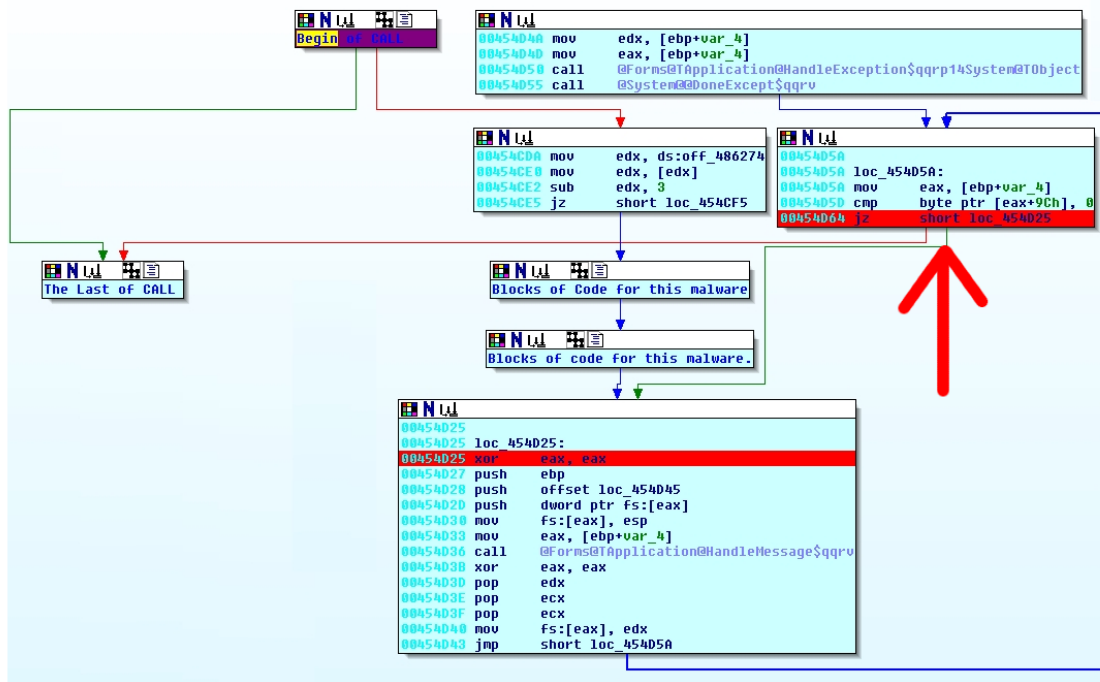 Begin of CALL
00454D4A mov edx, [ebp+var_4]
00454D4D mov eax, [ebp+var_4]
00454D50 call @Forms@TApplication@HandleException$qqrp14System@TObject
00454D55 call @System@@DoneExcept$qqrv
00454CDA mov edx, ds:off_486274
00454CE0 mov edx, [edx]
00454CE2 sub edx, 3
00454CE5 jz short loc_454CF5
00454D5A
00454D5A loc_454D5A:
00454D5A mov eax, [ebp+var_4]
00454D5D cmp byte ptr [eax+9Ch], 0
00454D64 jz short loc_454D25
The Last of CALL
Blocks of Code for this malware
Blocks of code for this malware.
00454D25
00454D25 loc_454D25:
00454D25 xor eax, eax
00454D27 push ebp
00454D28 push offset loc_454D45
00454D2D push dword ptr fs:[eax]
00454D30 mov fs:[eax], esp
00454D33 mov eax, [ebp+var_4]
00454D36 call @Forms@TApplication@HandleMessage$qqrv
00454D3B xor eax, eax
00454D3D pop edx
00454D3E pop ecx
00454D3F pop ecx
00454D40 mov fs:[eax], edx
00454D43 jmp short loc_454D5A